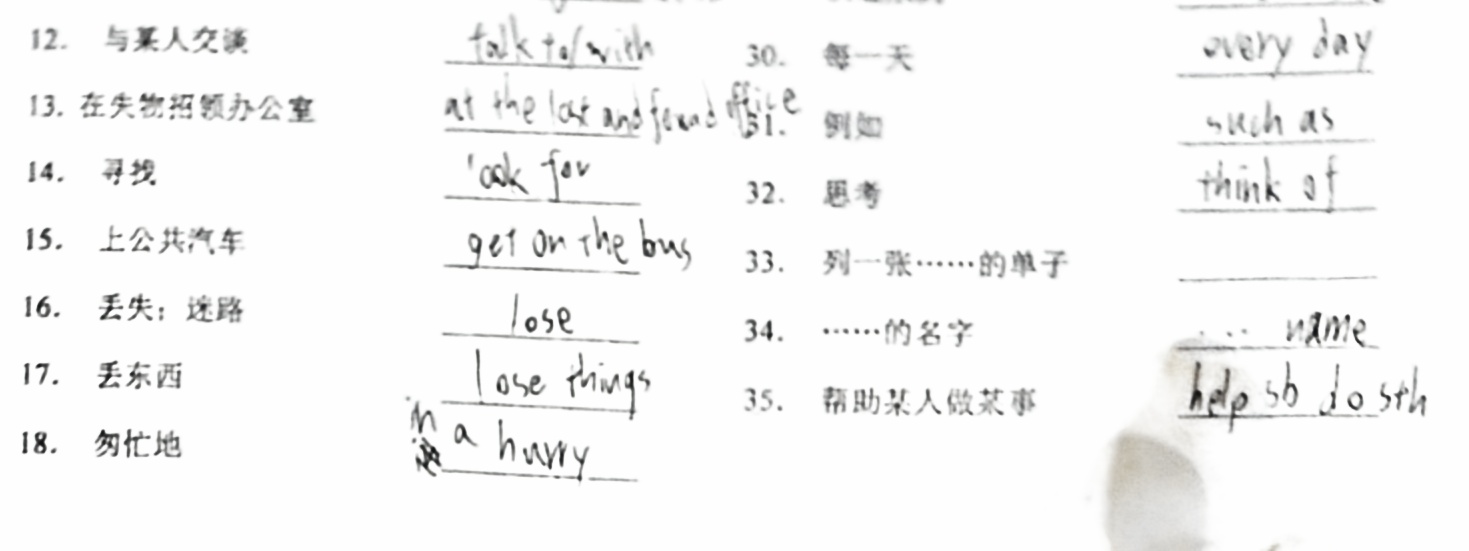 12. 与某人交谈 talk to/with
13. 在失物招领办公室 at the lost and found office
14. 寻找 look for
15. 上公共汽车 get on the bus
16. 丢失；迷路 lose
17. 丢东西 lose things
18. 匆忙地 in a hurry
30. 每一天 every day
31. 例如 such as
32. 思考 think of
33. 列一张……的单子
34. ……的名字 .... name
35. 帮助某人做某事 help sb do sth